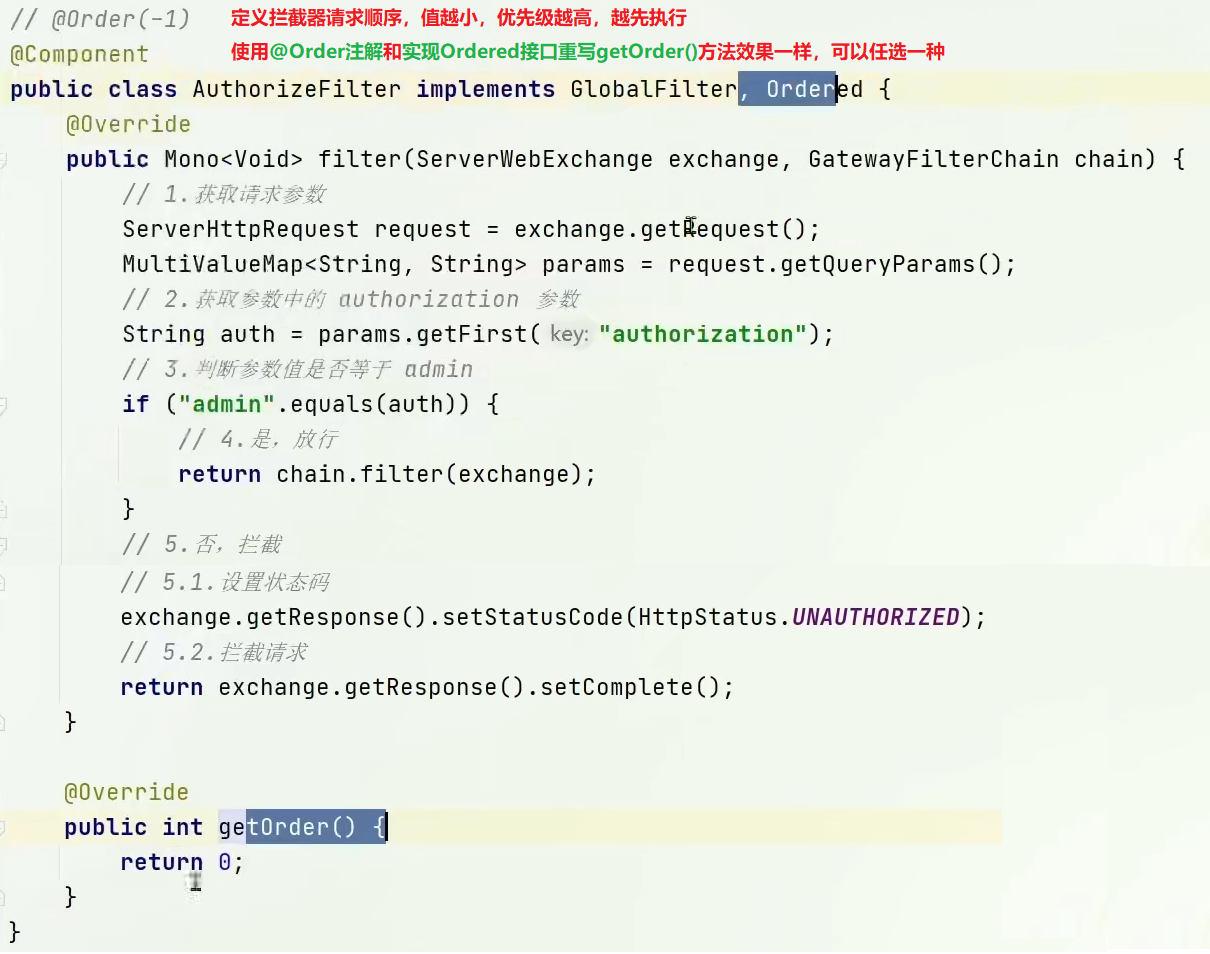 // @Order(-1) 定义拦截器请求顺序，值越小，优先级越高，越先执行
@Component 使用@Order注解和实现Ordered接口重写getOrder()方法效果一样，可以任选一种
public class AuthorizeFilter implements GlobalFilter, Ordered {
@Override
public Mono<Void> filter(ServerWebExchange exchange, GatewayFilterChain chain) {
// 1.获取请求参数
ServerHttpRequest request = exchange.getRequest();
MultiValueMap<String, String> params = request.getQueryParams();
// 2.获取参数中的 authorization 参数
String auth = params.getFirst( key: "authorization");
// 3.判断参数值是否等于 admin
if ("admin".equals(auth)) {
// 4.是，放行
return chain.filter(exchange);
}
// 5.否，拦截
// 5.1.设置状态码
exchange.getResponse().setStatusCode(HttpStatus.UNAUTHORIZED);
// 5.2.拦截请求
return exchange.getResponse().setComplete();
}
@Override
public int getOrder() {
return 0;
}
}